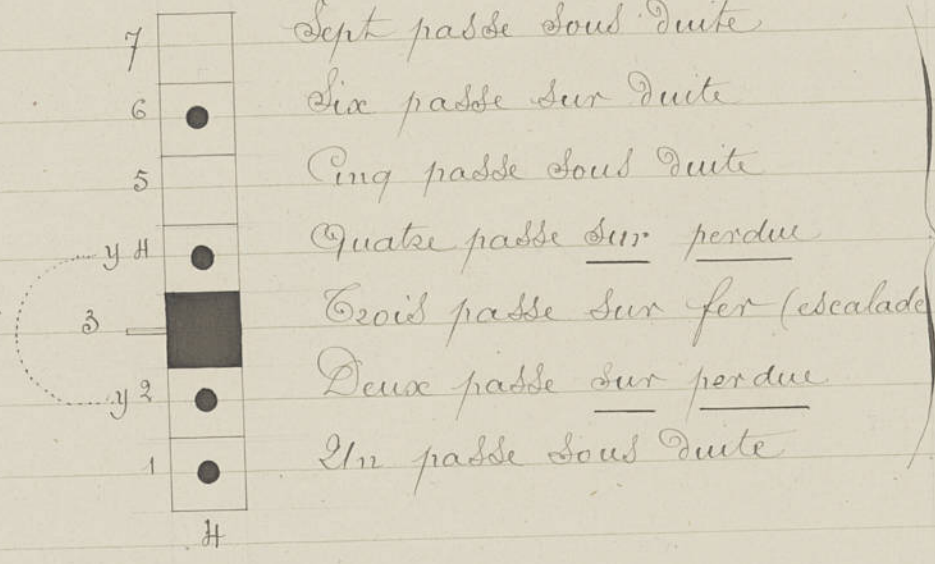 7 Sept passe sous duite
6 Six passe sur duite
5 Cinq passe sous duite
y 4 Quatre passe sur perdue
3 Trois passe sur fer (escalade
y 2 Deux passe sur perdue
1 Un passe sous duite
4